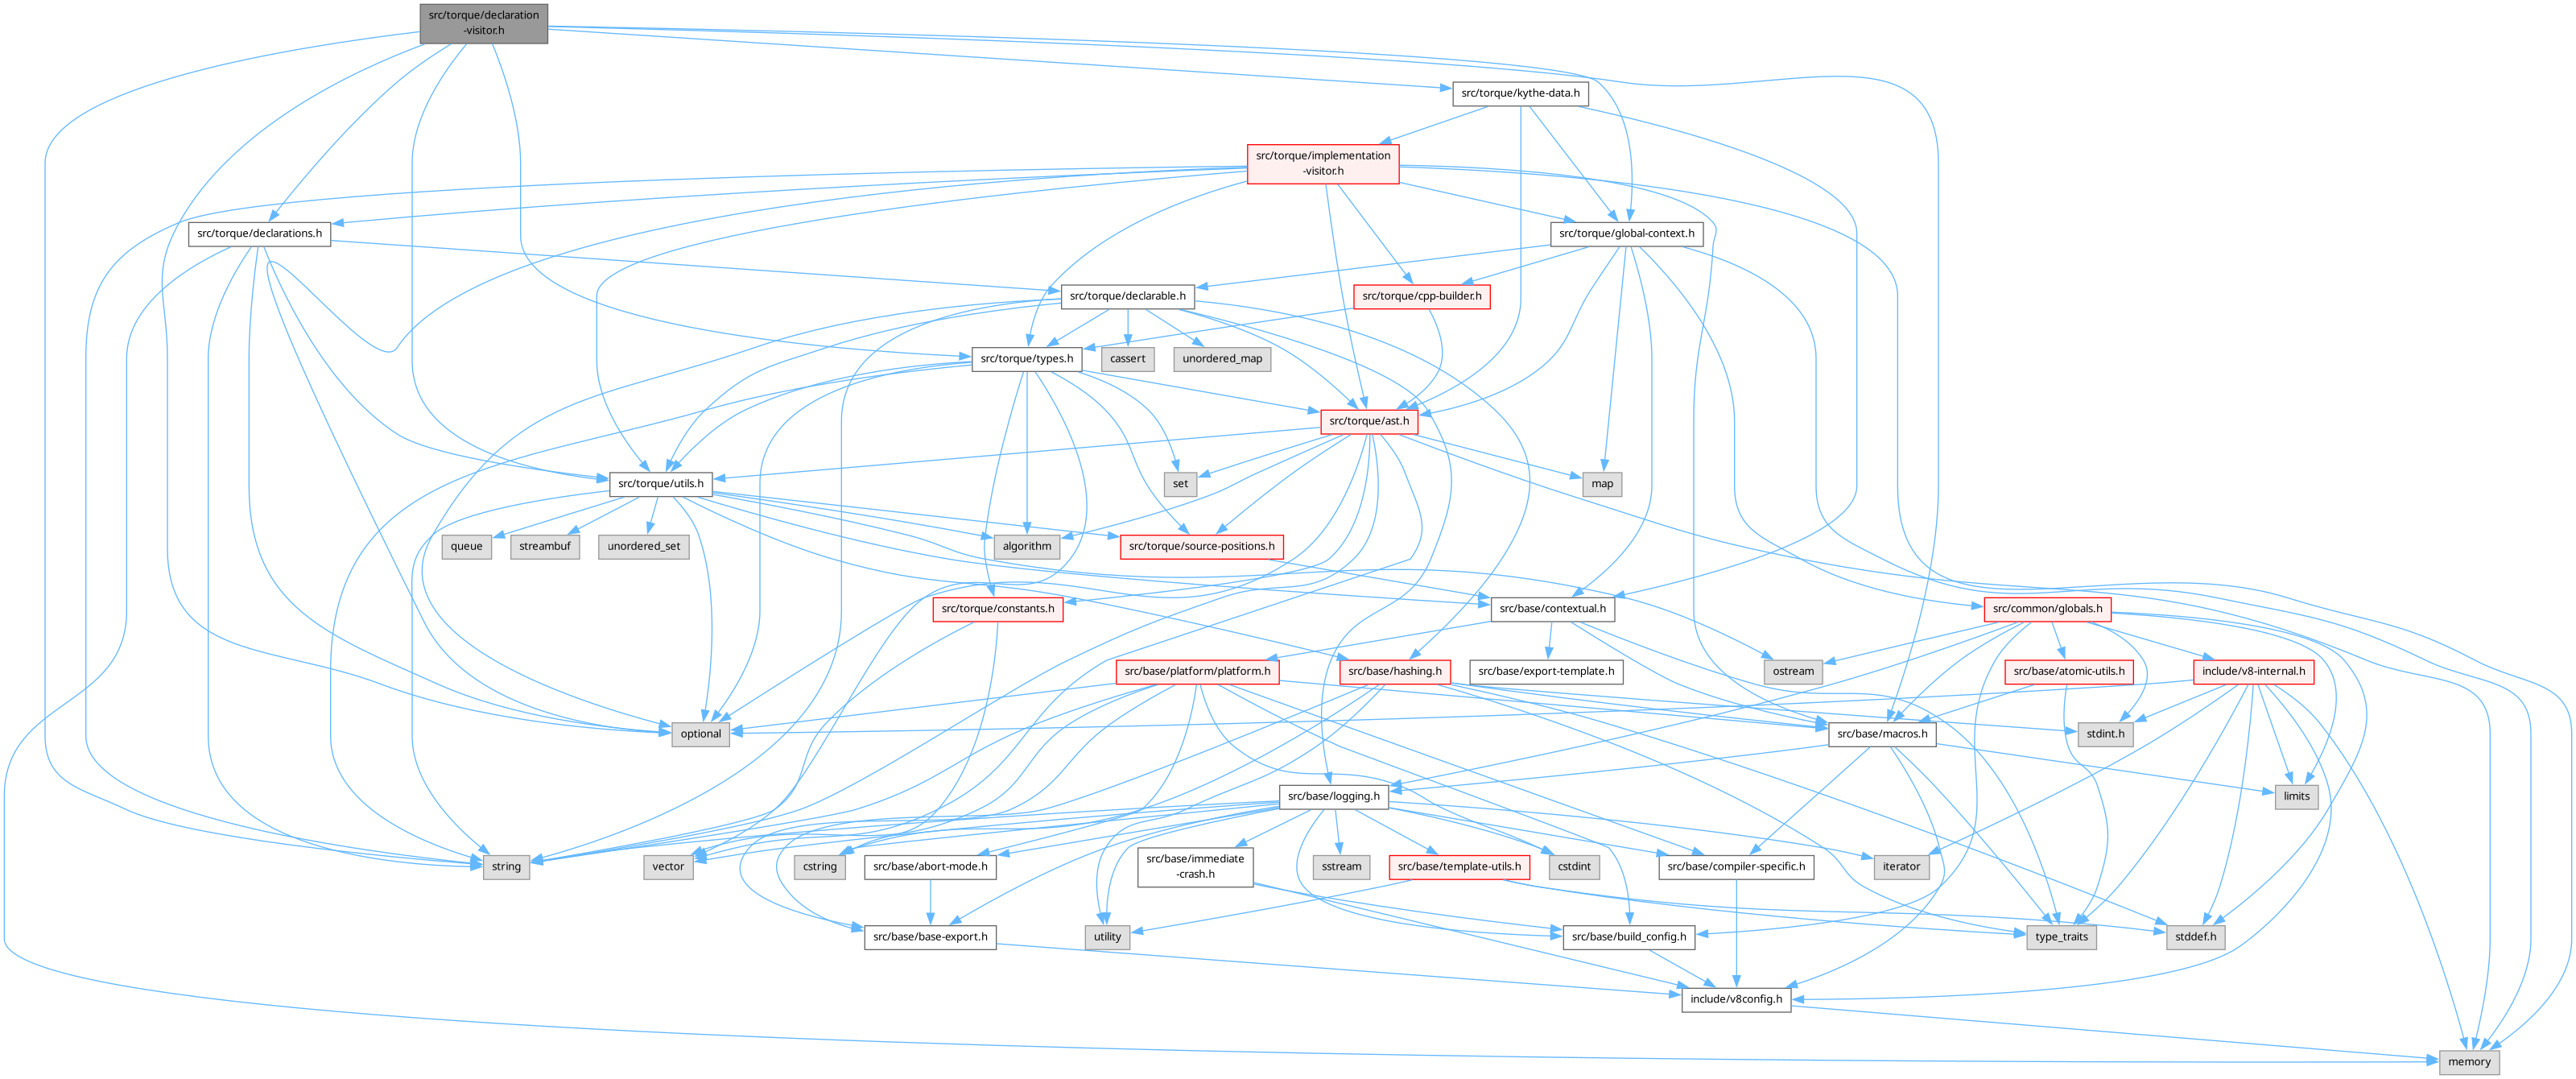 src/torque/declaration
-visitor.h
src/torque/kythe-data.h
src/torque/implementation
-visitor.h
src/torque/declarations.h
src/torque/global-context.h
src/torque/declarable.h
src/torque/cpp-builder.h
src/torque/types.h
cassert
unordered_map
src/torque/ast.h
src/torque/utils.h
set
map
queue
streambuf
unordered_set
algorithm
src/torque/source-positions.h
src/torque/constants.h
src/base/contextual.h
src/common/globals.h
src/base/platform/platform.h
src/base/hashing.h
src/base/export-template.h
ostream
src/base/atomic-utils.h
include/v8-internal.h
optional
src/base/macros.h
stdint.h
src/base/logging.h
limits
string
vector
cstring
src/base/abort-mode.h
src/base/immediate
-crash.h
sstream
src/base/template-utils.h
cstdint
src/base/compiler-specific.h
iterator
src/base/base-export.h
utility
src/base/build_config.h
type_traits
stddef.h
include/v8config.h
memory